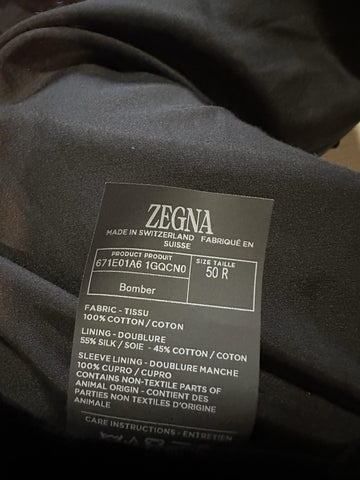 ZEGNA
MADE IN SWITZERLAND FABRIQUÉ EN
SUISSE
PRODUCT PRODUIT
671E01A6 1GQCN0
Bomber
SIZE TAILLE
50 R
FABRIC - TISSU
100% COTTON / COTON
LINING - DOUBLURE
55% SILK / SOIE - 45% COTTON / COTON
SLEEVE LINING - DOUBLURE MANCHE
100% CUPRO / CUPRO
CONTAINS NON-TEXTILE PARTS OF
ANIMAL ORIGIN - CONTIENT DES
PARTIES NON TEXTILES D'ORIGINE
ANIMALE
CARE INSTRUCTIONS - ENTRETIEN